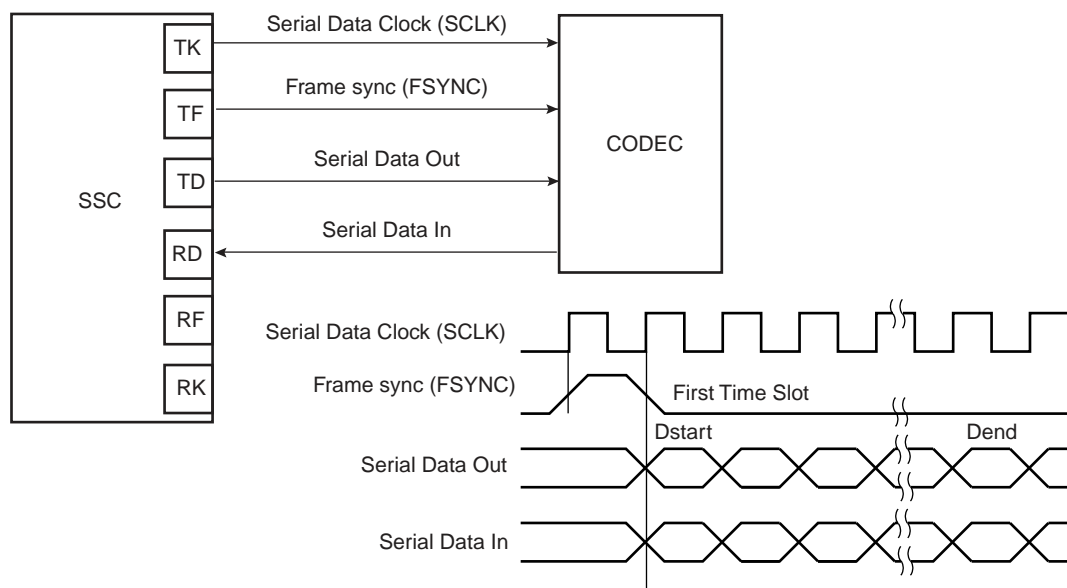 Serial Data Clock (SCLK)
TK
Frame sync (FSYNC)
TF
CODEC
Serial Data Out
TD
SSC
Serial Data In
RD
RF
Serial Data Clock (SCLK)
RK
Frame sync (FSYNC)
First Time Slot
Dstart
Dend
Serial Data Out
Serial Data In